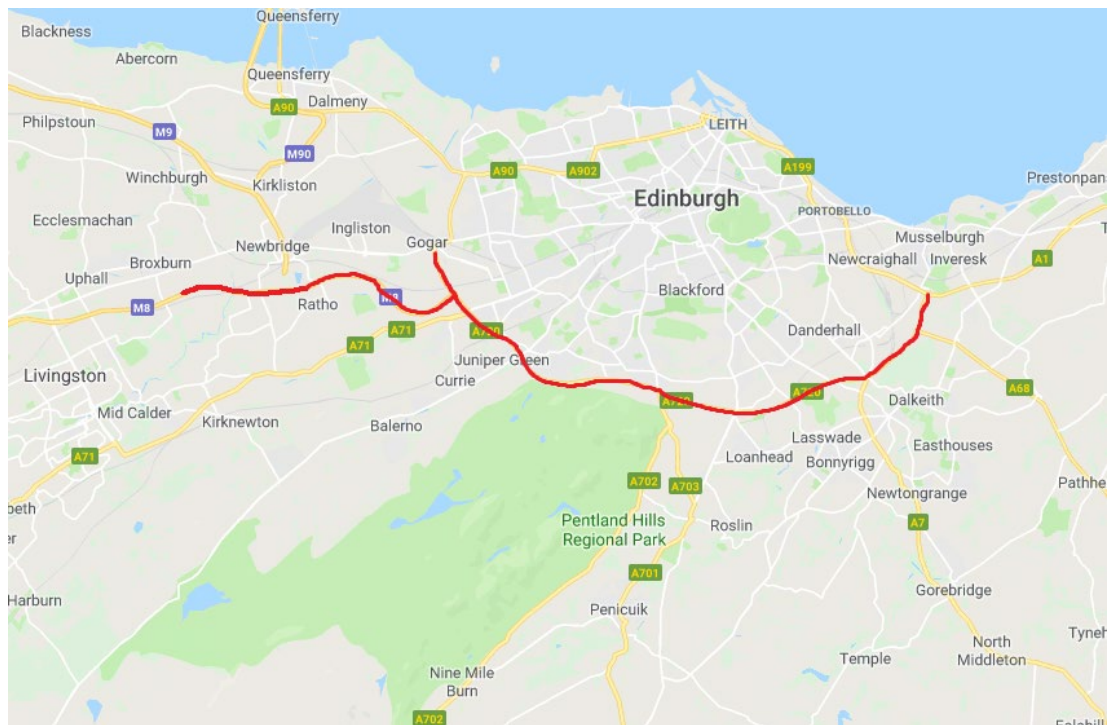 Queensferry
Blackness
Abercorn
Queensferry
Dalmeny
A90
Philpstoun
M9
LEITH
M90
A90
A902
A199
Winchburgh
Kirkliston
Prestonpans
Edinburgh
Ecclesmachan
Ingliston
PORTOBELLO
Newbridge
Gogar
Musselburgh
Broxburn
Newcraighall
Inveresk
A1
Uphall
M8
Ratho
Blackford
M8
A71
A720
Danderhall
A71
Juniper Green
Livingston
Currie
A68
Mid Calder
A720
A720
Dalkeith
Kirknewton
Balerno
Lasswade
Easthouses
A71
Loanhead
Bonnyrigg
A702
A703
Pathhe
Newtongrange
Pentland Hills
Regional Park
Roslin
A7
A701
Gorebridge
Harburn
Penicuik
Tyneh
North
Middleton
Temple
Nine Mile
Burn
A702